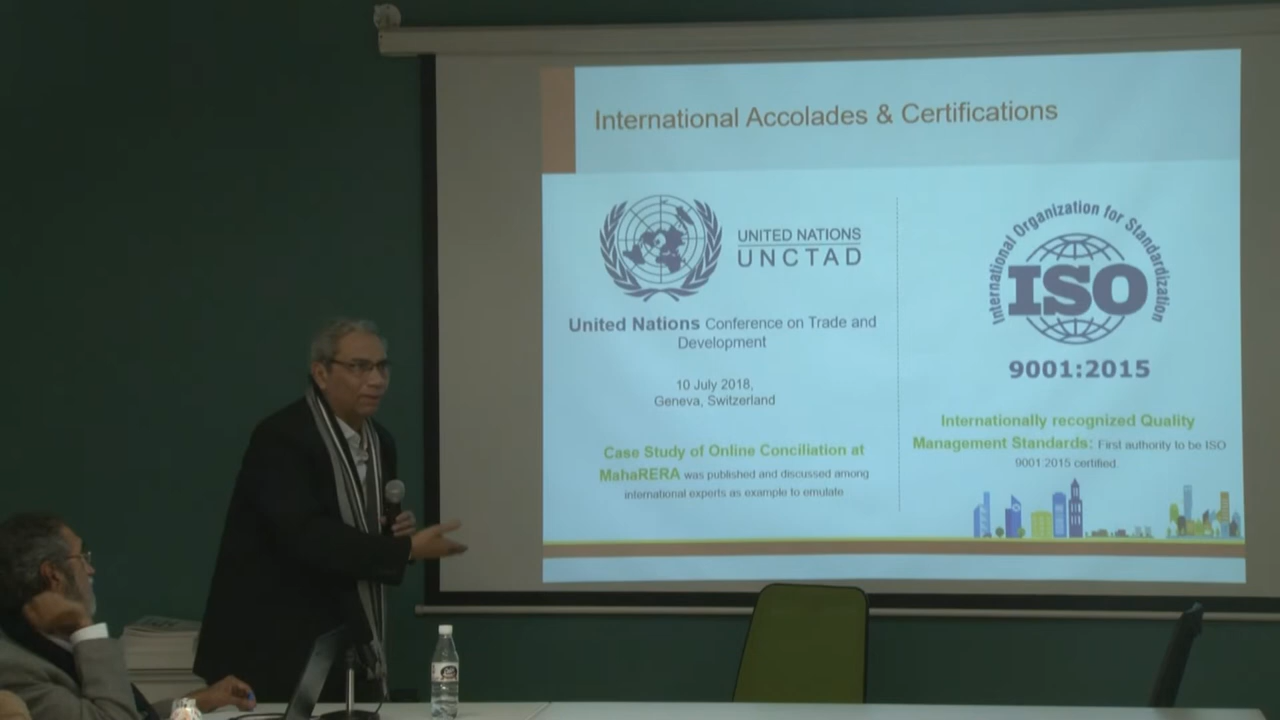 International Accolades & Certifications
UNITED NATIONS
UNCTAD
United Nations Conference on Trade and
Development
10 July 2018,
Geneva, Switzerland
Case Study of Online Conciliation at
MahaRERA was published and discussed among
international experts as example to emulate
International Organization for Standardization
ISO
9001:2015
Internationally recognized Quality
Management Standards: First authority to be ISO
9001:2015 certified.